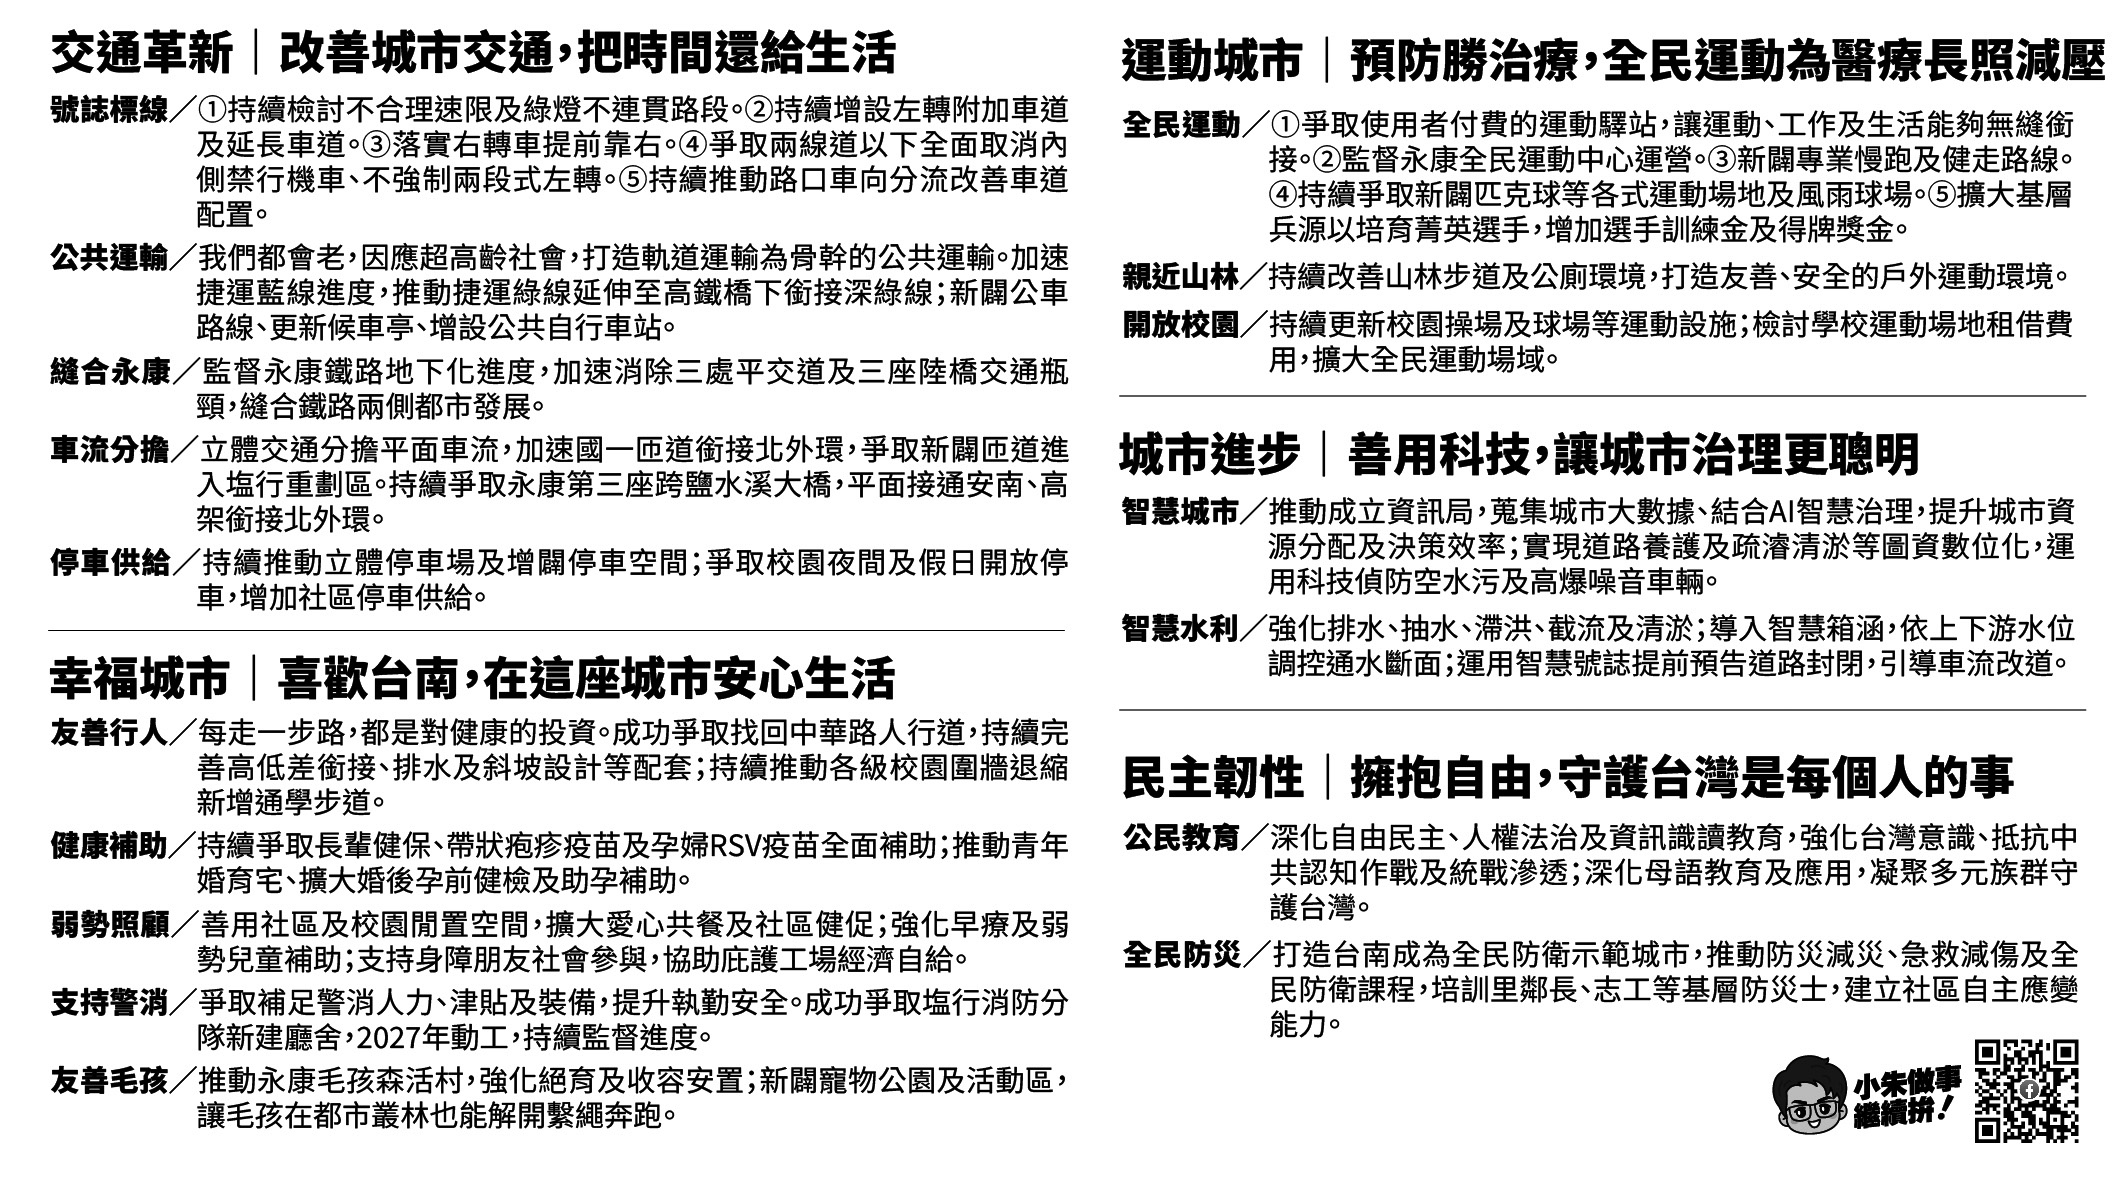 交通革新｜改善城市交通，把時間還給生活
號誌標線／①持續檢討不合理速限及綠燈不連貫路段。②持續增設左轉附加車道
及延長車道。③落實右轉車提前靠右。④爭取兩線道以下全面取消內
側禁行機車、不強制兩段式左轉。⑤持續推動路口車向分流改善車道
配置。
公共運輸／我們都會老，因應超高齡社會，打造軌道運輸為骨幹的公共運輸。加速
捷運藍線進度，推動捷運綠線延伸至高鐵橋下銜接深綠線；新闢公車
路線、更新候車亭、增設公共自行車站。
縫合永康／監督永康鐵路地下化進度，加速消除三處平交道及三座陸橋交通瓶
頸，縫合鐵路兩側都市發展。
車流分擔／立體交通分擔平面車流，加速國一匝道銜接北外環，爭取新闢匝道進
入塩行重劃區。持續爭取永康第三座跨鹽水溪大橋，平面接通安南、高
架銜接北外環。
停車供給／持續推動立體停車場及增闢停車空間；爭取校園夜間及假日開放停
車，增加社區停車供給。
幸福城市｜喜歡台南，在這座城市安心生活
友善行人／每走一步路，都是對健康的投資。成功爭取找回中華路人行道，持續完
善高低差銜接、排水及斜坡設計等配套；持續推動各級校園圍牆退縮
新增通學步道。
健康補助／持續爭取長輩健保、帶狀疱疹疫苗及孕婦RSV疫苗全面補助；推動青年
婚育宅、擴大婚後孕前健檢及助孕補助。
弱勢照顧／善用社區及校園閒置空間，擴大愛心共餐及社區健促；強化早療及弱
勢兒童補助；支持身障朋友社會參與，協助庇護工場經濟自給。
支持警消／爭取補足警消人力、津貼及裝備，提升執勤安全。成功爭取塩行消防分
隊新建廳舍，2027年動工，持續監督進度。
友善毛孩／推動永康毛孩森活村，強化絕育及收容安置；新闢寵物公園及活動區，
讓毛孩在都市叢林也能解開繫繩奔跑。
運動城市｜預防勝治療，全民運動為醫療長照減壓
全民運動／①爭取使用者付費的運動驛站，讓運動、工作及生活能夠無縫銜
接。②監督永康全民運動中心運營。③新闢專業慢跑及健走路線。
④持續爭取新闢匹克球等各式運動場地及風雨球場。⑤擴大基層
兵源以培育菁英選手，增加選手訓練金及得牌獎金。
親近山林／持續改善山林步道及公廁環境，打造友善、安全的戶外運動環境。
開放校園／持續更新校園操場及球場等運動設施；檢討學校運動場地租借費
用，擴大全民運動場域。
城市進步｜善用科技，讓城市治理更聰明
智慧城市／推動成立資訊局，蒐集城市大數據、結合AI智慧治理，提升城市資
源分配及決策效率；實現道路養護及疏濬清淤等圖資數位化，運
用科技偵防空水污及高爆噪音車輛。
智慧水利／強化排水、抽水、滯洪、截流及清淤；導入智慧箱涵，依上下游水位
調控通水斷面；運用智慧號誌提前預告道路封閉，引導車流改道。
民主韌性｜擁抱自由，守護台灣是每個人的事
公民教育／深化自由民主、人權法治及資訊識讀教育，強化台灣意識、抵抗中
共認知作戰及統戰滲透；深化母語教育及應用，凝聚多元族群守
護台灣。
全民防災／打造台南成為全民防衛示範城市，推動防災減災、急救減傷及全
民防衛課程，培訓里鄰長、志工等基層防災士，建立社區自主應變
能力。
小朱做事
繼續拚！